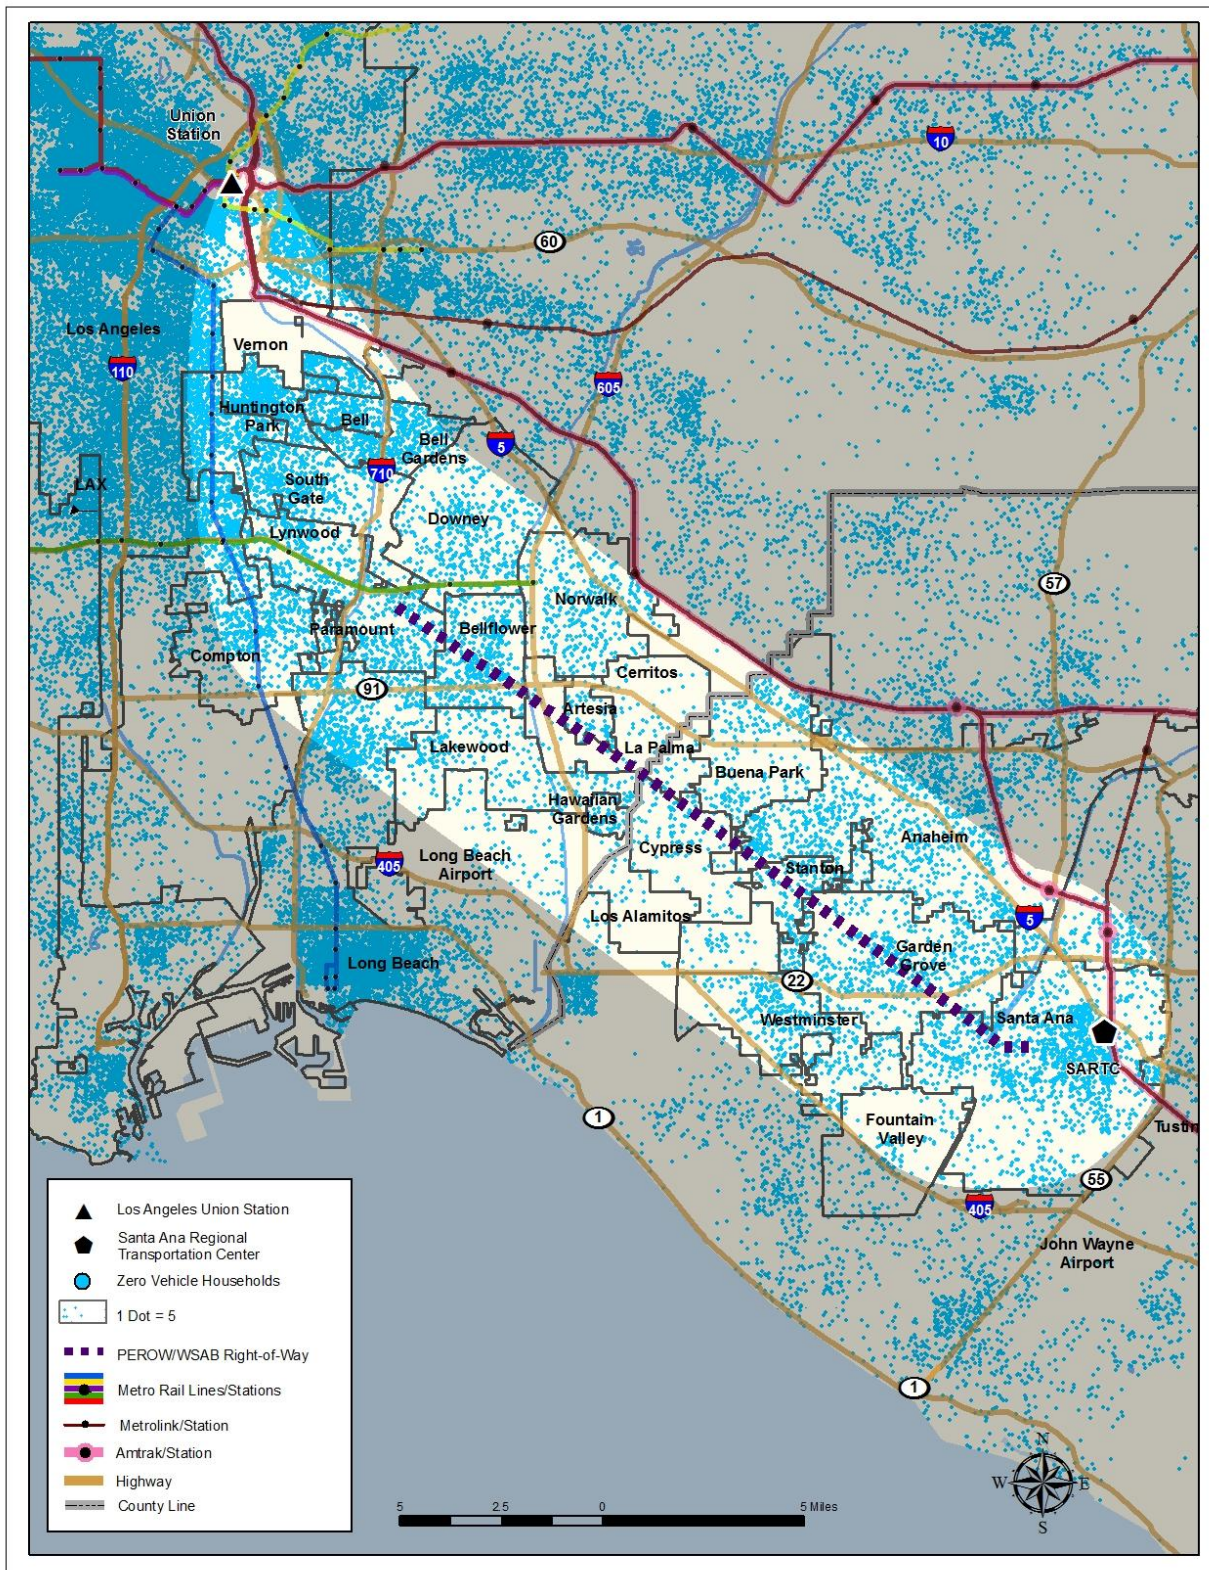 Union
Station
10
60
Los Angeles
Vernon
110
605
Huntington
Park
Bell
Bell
Gardens
5
710
LAX
South
Gate
Downey
Lynwood
57
Norwalk
Paramount
Bellflower
Compton
Cerritos
91
Artesia
Lakewood
La Palma
Buena Park
Hawaiian
Gardens
Anaheim
Cypress
405
Long Beach
Airport
Stanton
Los Alamitos
5
Garden
Grove
Long Beach
22
Westminster
Santa Ana
SARTC
1
Fountain
Valley
Tustin
55
405
John Wayne
Airport
1
Los Angeles Union Station
Santa Ana Regional
Transportation Center
Zero Vehicle Households
1 Dot = 5
PEROW/WSAB Right-of-Way
Metro Rail Lines/Stations
Metrolink/Station
Amtrak/Station
Highway
County Line
5 2.5 0 5 Miles
N
W E
S